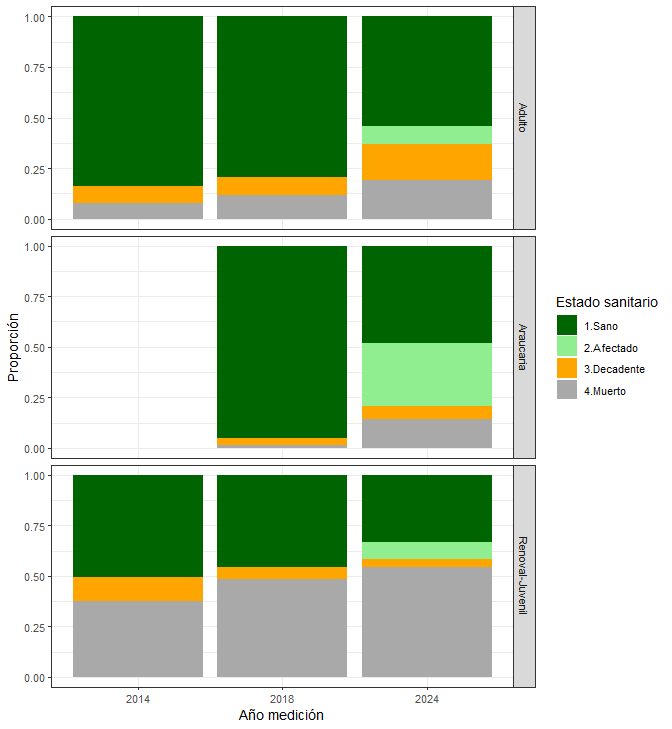 1.00
0.75
0.50
0.25
0.00
Adulto
1.00
0.75
0.50
0.25
0.00
Araucaria
1.00
0.75
0.50
0.25
0.00
Renoval-Juvenil
Proporción
2014 2018 2024
Año medición
Estado sanitario
1.Sano
2.Afectado
3.Decadente
4.Muerto